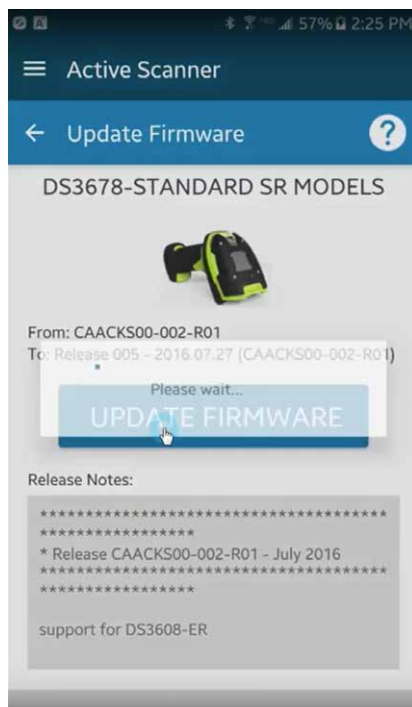 57% 2:25 PM
Active Scanner
Update Firmware ?
DS3678-STANDARD SR MODELS
From: CAACKS00-002-R01
To: Release 005 - 2016.07.27 (CAACKS00-002-R01)
Please wait...
UPDATE FIRMWARE
Release Notes:
**************************************
*****************
* Release CAACKS00-002-R01 - July 2016
**************************************
*****************
support for DS3608-ER